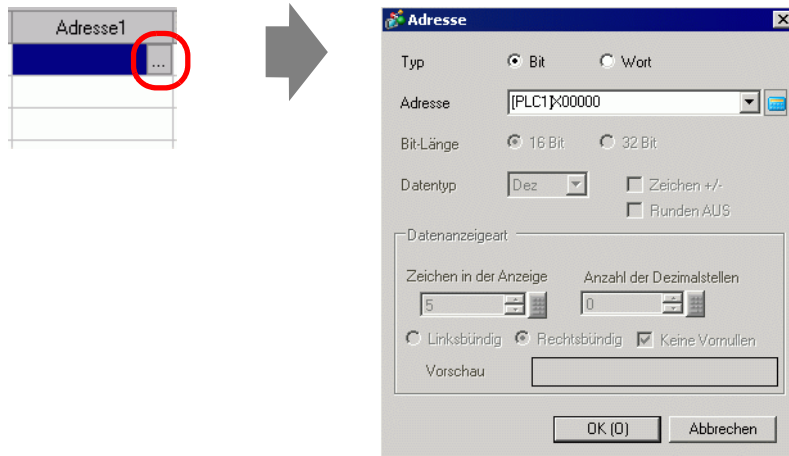 Adresse1
...
Adresse
Typ Bit Wort
Adresse [PLC1]X00000
Bit-Länge 16 Bit 32 Bit
Datentyp Dez Zeichen +/-
Runden AUS
Datenanzeigeart
Zeichen in der Anzeige Anzahl der Dezimalstellen
5 0
Linksbündig Rechtsbündig Keine Vornullen
Vorschau
OK (O) Abbrechen